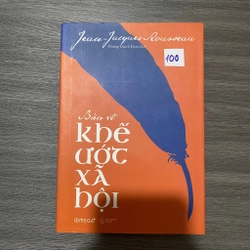 Jean-Jacques Rousseau
100
Bàn về
KHẾ
ƯỚC
XÃ
HỘI